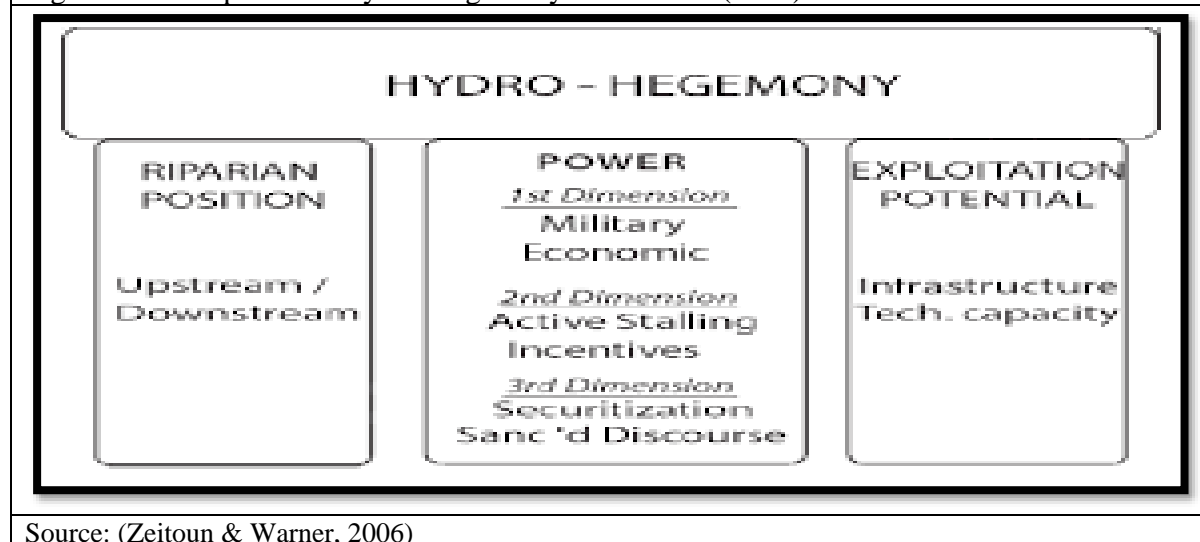 HYDRO - HEGEMONY
RIPARIAN
POSITION
Upstream /
Downstream
POWER
1st Dimension
Military
Economic
2nd Dimension
Active Stalling
Incentives
3rd Dimension
Securitization
Sanc 'd Discourse
EXPLOITATION
POTENTIAL
Infrastructure
Tech. capacity
Source: (Zeitoun & Warner, 2006)